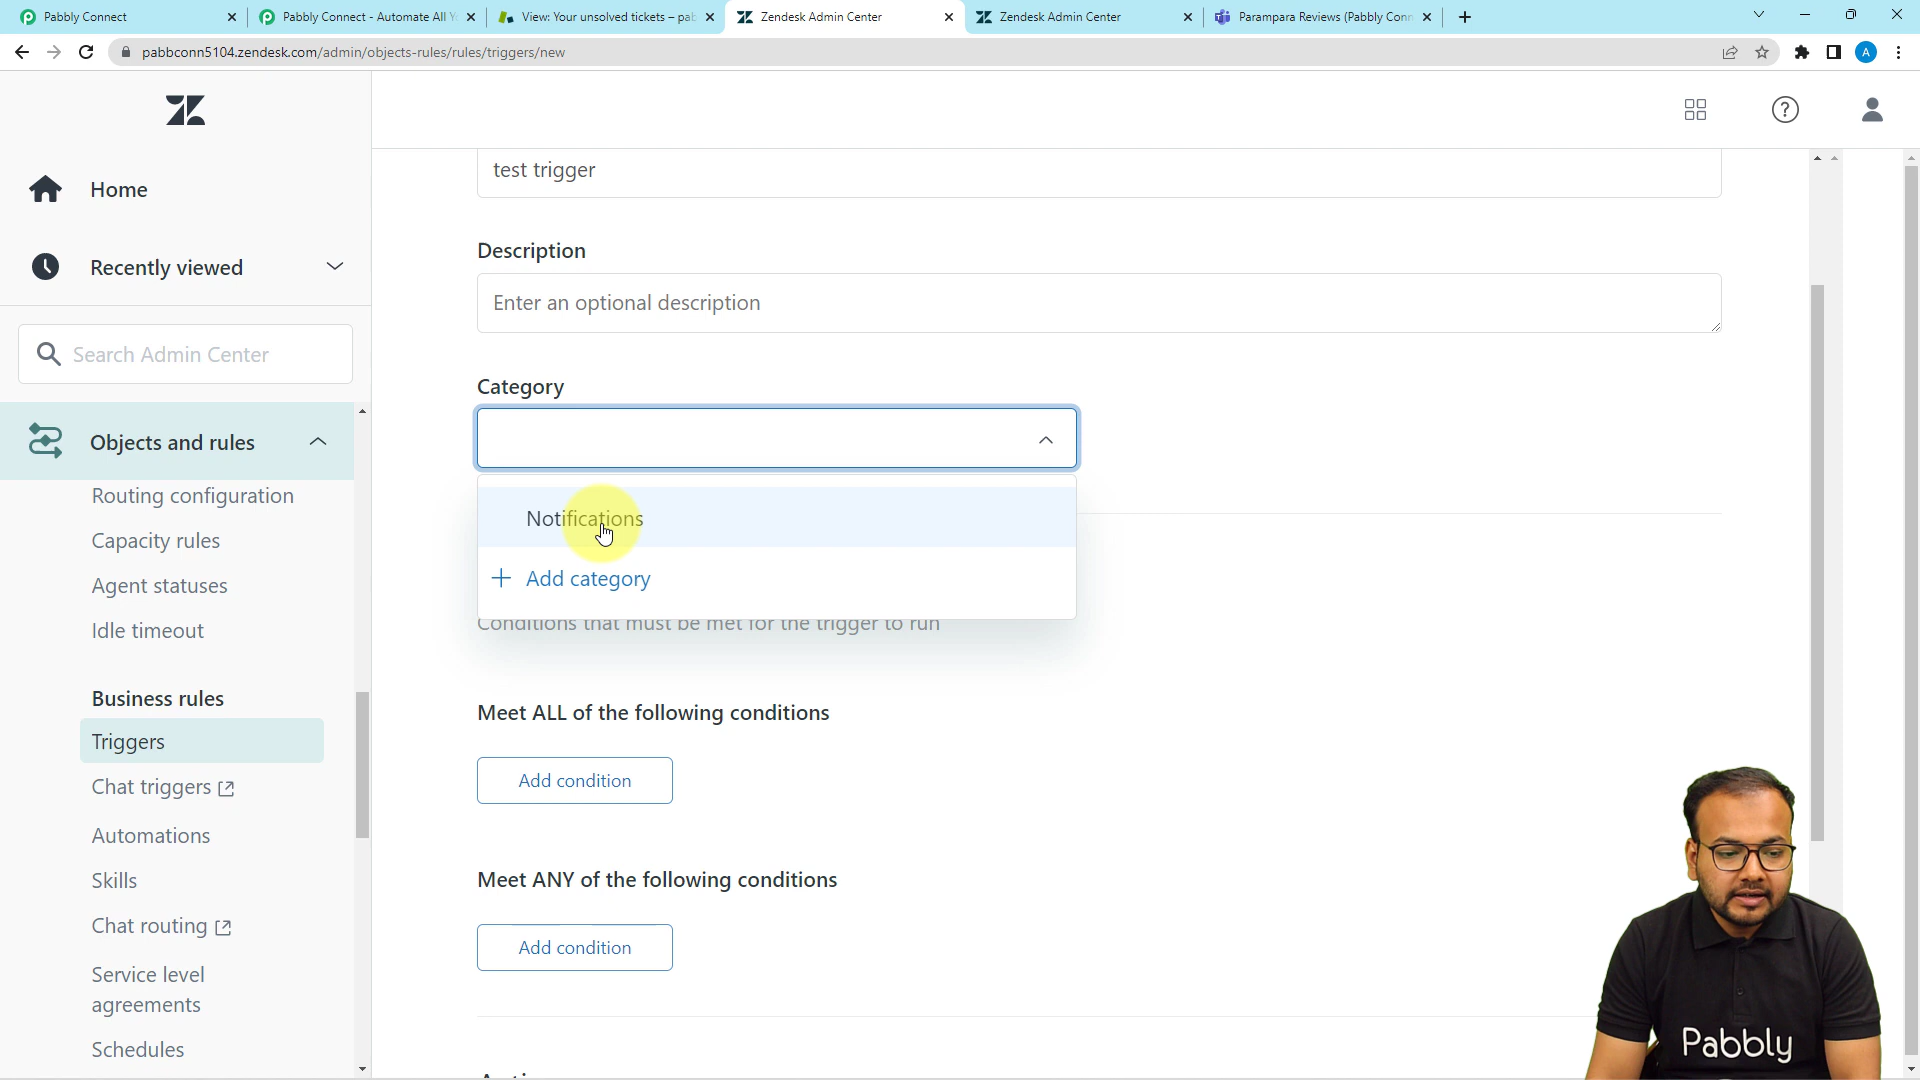 Pabbly Connect
Pabbly Connect - Automate All Y
View: Your unsolved tickets – pab
Zendesk Admin Center
Zendesk Admin Center
Parampara Reviews (Pabbly Conn
pabbconn5104.zendesk.com/admin/objects-rules/rules/triggers/new
A
Home
Recently viewed
Search Admin Center
Objects and rules
Routing configuration
Capacity rules
Agent statuses
Idle timeout
Business rules
Triggers
Chat triggers
Automations
Skills
Chat routing
Service level
agreements
Schedules
test trigger
Description
Enter an optional description
Category
Notifications
+ Add category
Conditions that must be met for the trigger to run
Meet ALL of the following conditions
Add condition
Meet ANY of the following conditions
Add condition
Pabbly